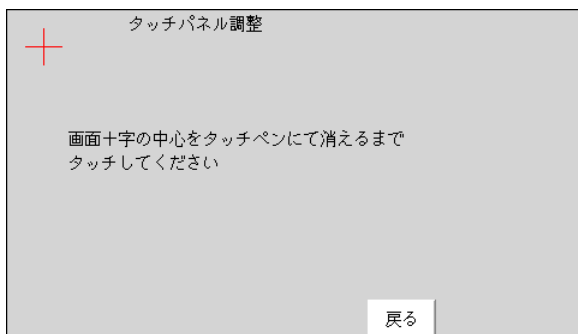 タッチパネル調整
画面十字の中心をタッチペンにて消えるまで
タッチしてください
戻る